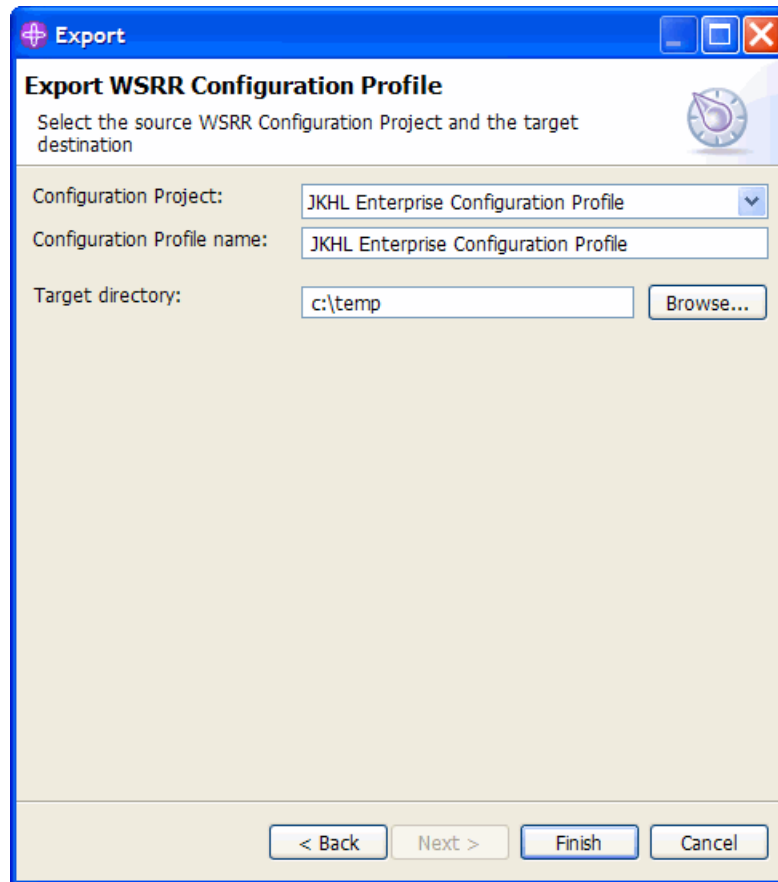 Export
Export WSRR Configuration Profile
Select the source WSRR Configuration Project and the target
destination
Configuration Project:
JKHL Enterprise Configuration Profile
Configuration Profile name:
JKHL Enterprise Configuration Profile
Target directory:
c:\temp
Browse...
< Back
Next >
Finish
Cancel